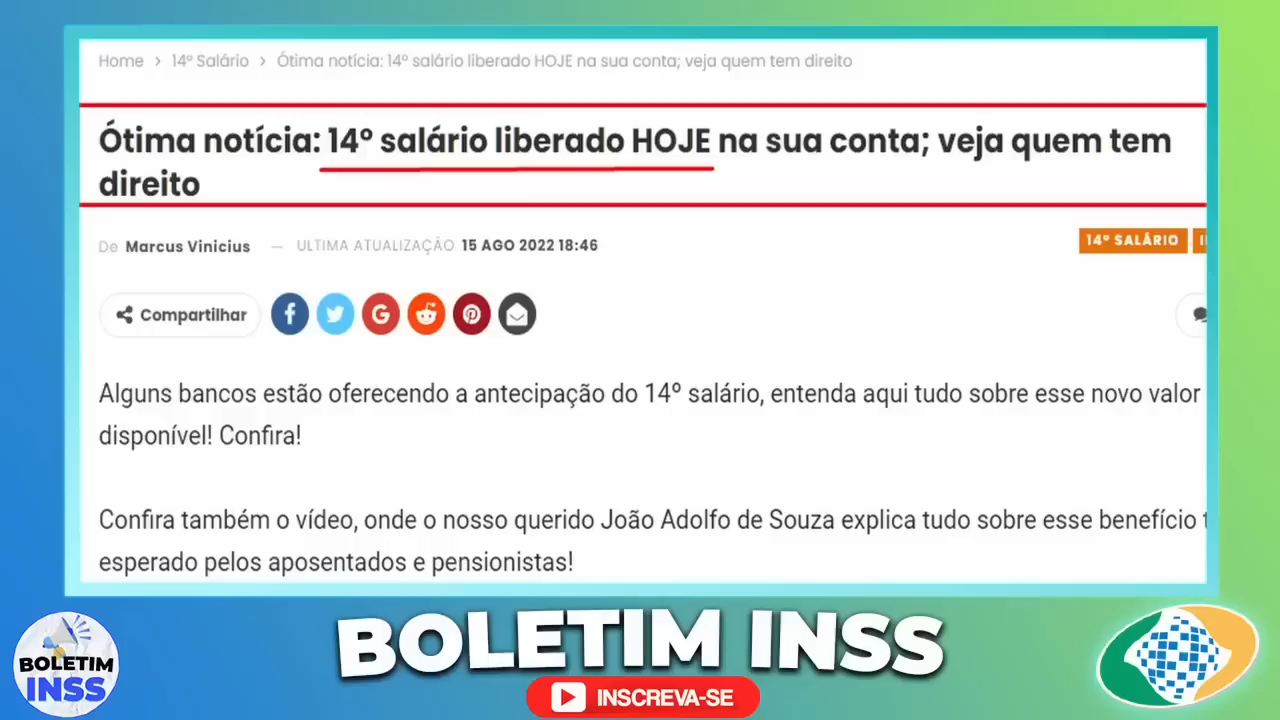 Home > 14º Salário > Ótima notícia: 14º salário liberado HOJE na sua conta; veja quem tem direito
Ótima notícia: 14º salário liberado HOJE na sua conta; veja quem tem
direito
De Marcus Vinicius — ULTIMA ATUALIZAÇÃO 15 AGO 2022 18:46
14º SALÁRIO
Compartilhar
Alguns bancos estão oferecendo a antecipação do 14º salário, entenda aqui tudo sobre esse novo valor
disponível! Confira!
Confira também o vídeo, onde o nosso querido João Adolfo de Souza explica tudo sobre esse benefício
esperado pelos aposentados e pensionistas!
BOLETIM INSS
BOLETIM
INSS
INSCREVA-SE